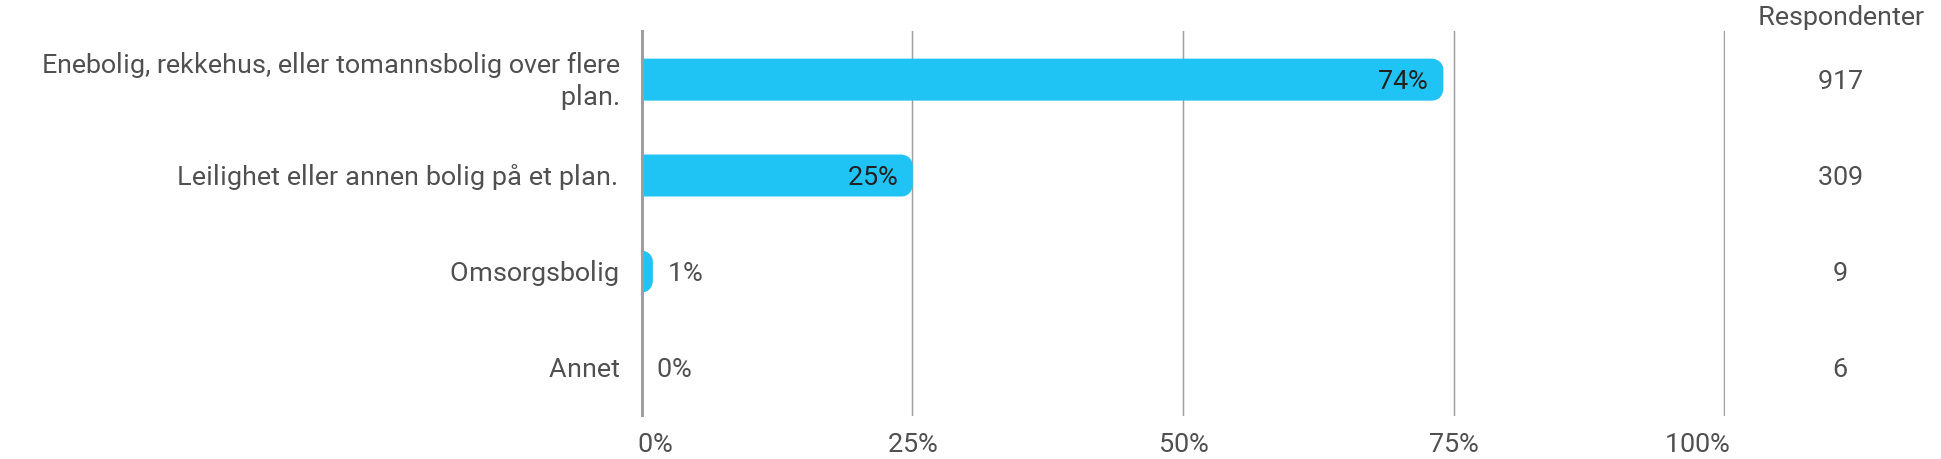 Respondenter
Enebolig, rekkehus, eller tomannsbolig over flere
plan.
74%
917
Leilighet eller annen bolig på et plan.
25%
309
Omsorgsbolig
1%
9
Annet
0%
6
0%
25%
50%
75%
100%